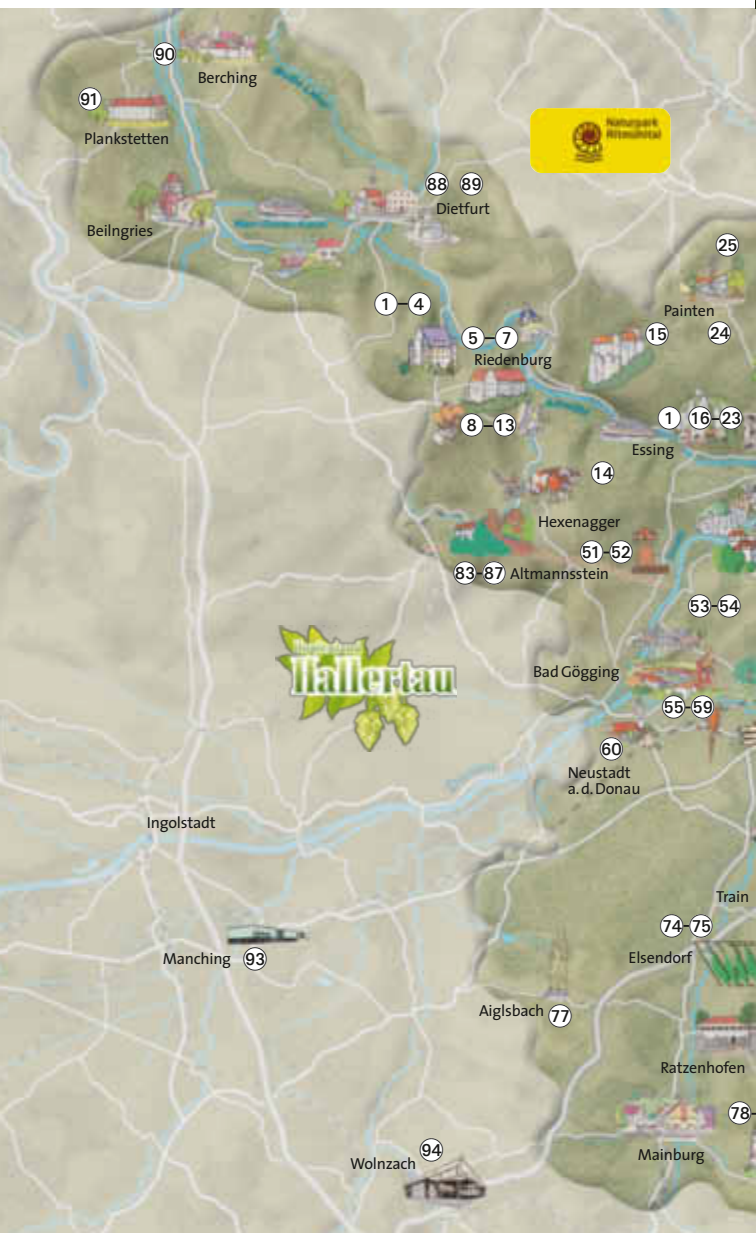 90
Berching
91
Plankstetten
Naturpark
Altmühltal
88 89
Dietfurt
Beilngries
25
1–4
Painten
5–7
15
24
Riedenburg
8–13
1 16–23
Essing
14
Hexenagger
51–52
83–87 Altmannsstein
53–54
Hopfenland
Hallertau
Bad Gögging
55–59
60
Neustadt
a. d. Donau
Ingolstadt
Train
74–75
Elsendorf
Manching 93
Aiglsbach 77
Ratzenhofen
78–
94
Wolnzach
Mainburg